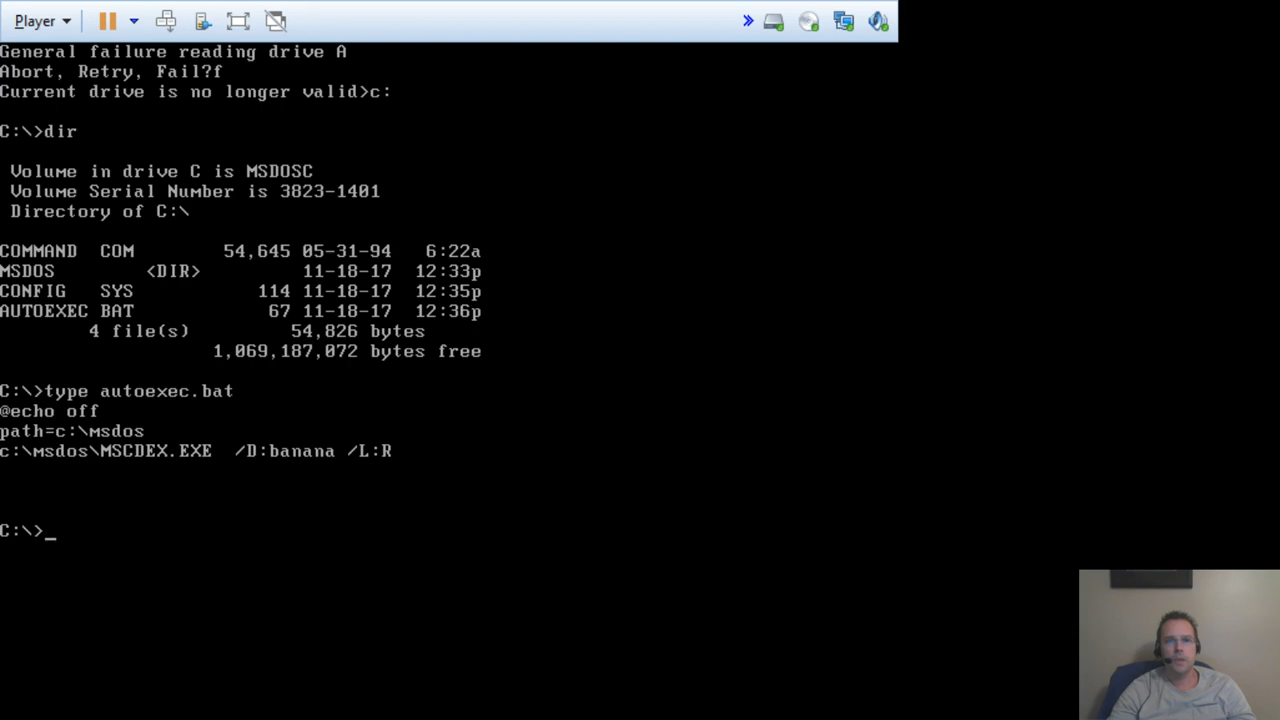 Player
General failure reading drive A
Abort, Retry, Fail?f
Current drive is no longer valid>c:
C:\>dir
Volume in drive C is MSDOSC
Volume Serial Number is 3823-1401
Directory of C:\
COMMAND  COM        54,645 05-31-94   6:22a
MSDOS        <DIR>         11-18-17  12:33p
CONFIG   SYS           114 11-18-17  12:35p
AUTOEXEC BAT            67 11-18-17  12:36p
4 file(s)         54,826 bytes
1,069,187,072 bytes free
C:\>type autoexec.bat
@echo off
path=c:\msdos
c:\msdos\MSCDEX.EXE  /D:banana /L:R
C:\>_